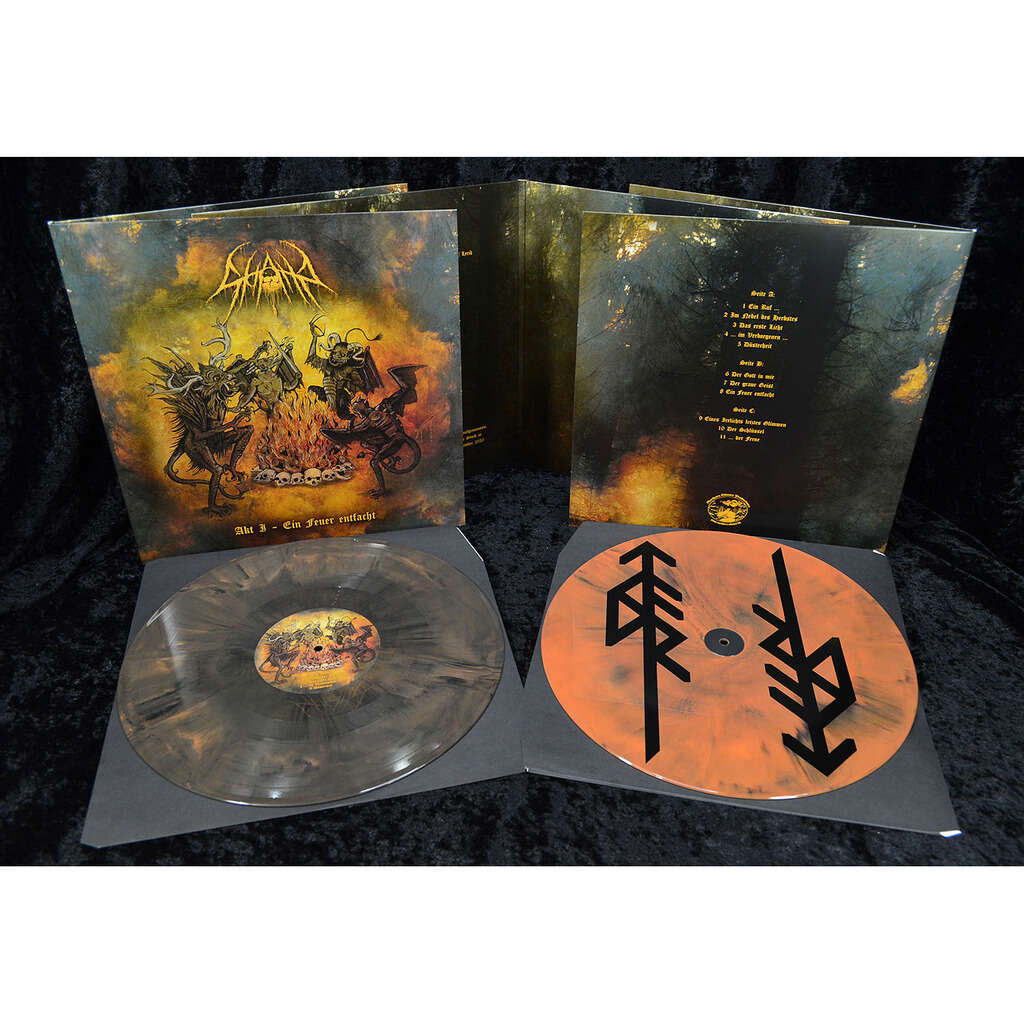 Akt I – Ein Feuer entfacht
Seite A:
1 Ein Ruf ...
2 Im Nebel des Herbstes
3 Das erste Licht
4 ... im Verborgenen ...
5 Düsterheit
Seite B:
6 Der Gott in mir
7 Der graue Geist
8 Ein Feuer entfacht
Seite C:
9 Eines Irrlichts letztes Glimmen
10 Der Schlüssel
11 ... der Ferne